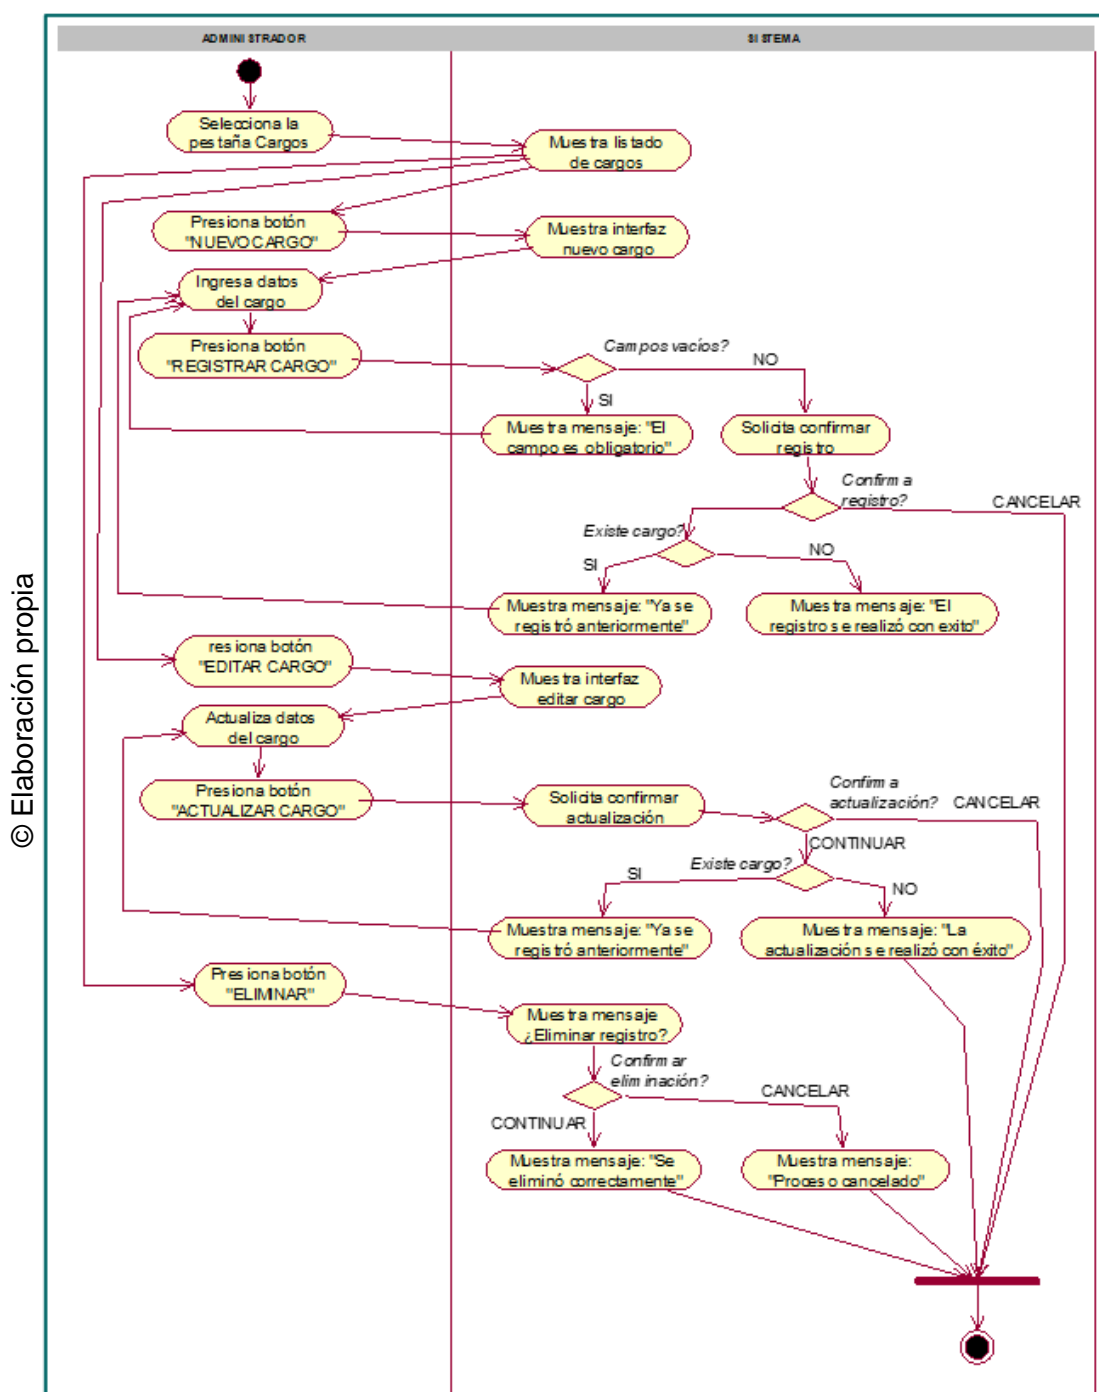 ADMINISTRADOR
SISTEMA
Selecciona la
pestaña Cargos
Muestra listado
de cargos
Presiona botón
"NUEVO CARGO"
Muestra interfaz
nuevo cargo
Ingresa datos
del cargo
Presiona botón
"REGISTRAR CARGO"
Campos vacíos?
NO
SI
Muestra mensaje: "El
campo es obligatorio"
Solicita confirmar
registro
Confirma
registro?
CANCELAR
Existe cargo?
SI
NO
Muestra mensaje: "Ya se
registró anteriormente"
Muestra mensaje: "El
registro se realizó con exito"
resiona botón
"EDITAR CARGO"
Muestra interfaz
editar cargo
Actualiza datos
del cargo
Presiona botón
"ACTUALIZAR CARGO"
Solicita confirmar
actualización
Confirma
actualización?
CANCELAR
CONTINUAR
Existe cargo?
SI
NO
Muestra mensaje: "Ya se
registró anteriormente"
Muestra mensaje: "La
actualización se realizó con éxito"
Presiona botón
"ELIMINAR"
Muestra mensaje
¿Eliminar registro?
Confirmar
eliminación?
CANCELAR
CONTINUAR
Muestra mensaje: "Se
eliminó correctamente"
Muestra mensaje:
"Proceso cancelado"
© Elaboración propia